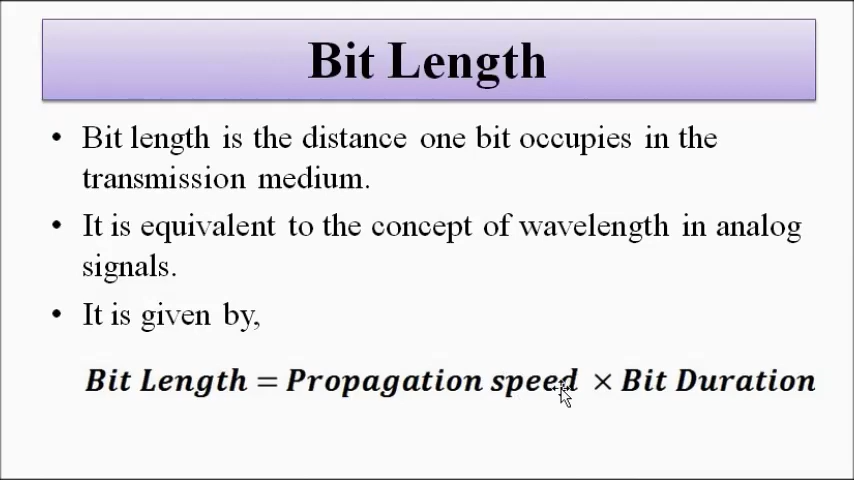 Bit Length
• Bit length is the distance one bit occupies in the
transmission medium.
• It is equivalent to the concept of wavelength in analog
signals.
• It is given by,
Bit Length = Propagation speed × Bit Duration